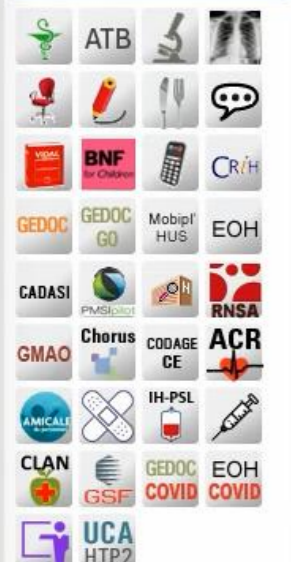 ATB
VIDAL
BNF
for Children
CRIH
GEDOC
GEDOC
GO
Mobipl'
HUS
EOH
CADASI
PMSIpilot
H
RNSA
GMAO
Chorus
CODAGE
CE
ACR
AMICALE
IH-PSL
CLAN
GSF
GEDOC
COVID
EOH
COVID
UCA
HTP2